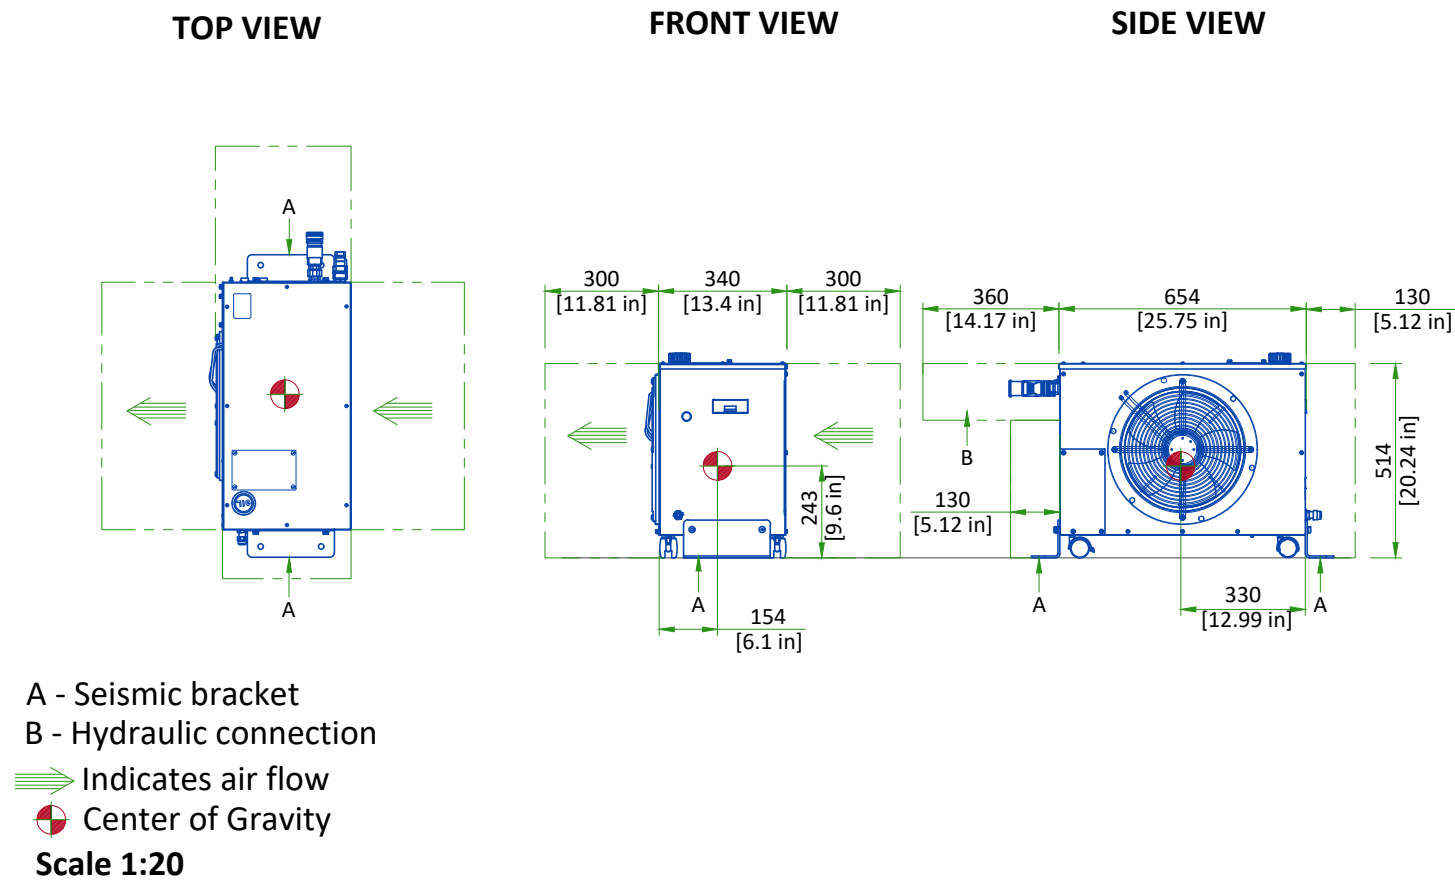 TOP VIEW
FRONT VIEW
SIDE VIEW
A
A
300
[11.81 in]
340
[13.4 in]
300
[11.81 in]
243
[9.6 in]
A
154
[6.1 in]
360
[14.17 in]
654
[25.75 in]
130
[5.12 in]
B
130
[5.12 in]
514
[20.24 in]
A
330
[12.99 in]
A
A - Seismic bracket
B - Hydraulic connection
Indicates air flow
Center of Gravity
Scale 1:20